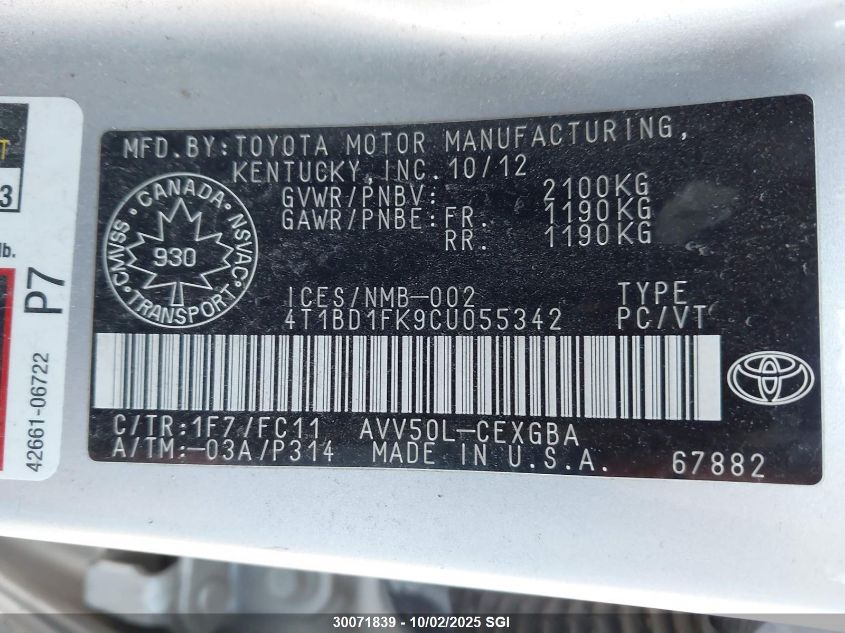 MFD.BY:TOYOTA MOTOR MANUFACTURING,
KENTUCKY,INC.10/12
GVWR/PNBV: 2100KG
GAWR/PNBE:FR. 1190KG
RR. 1190KG
CANADA
CMVSS NSVAC
930
TRANSPORT
ICES/NMB-002 TYPE
4T1BD1FK9CU055342 PC/VT
C/TR:1F7/FC11 AVV50L-CEXGBA
A/TM:-03A/P314 MADE IN U.S.A. 67882
T
3
lb.
P7
42661-06722
30071839 - 10/02/2025 SGI